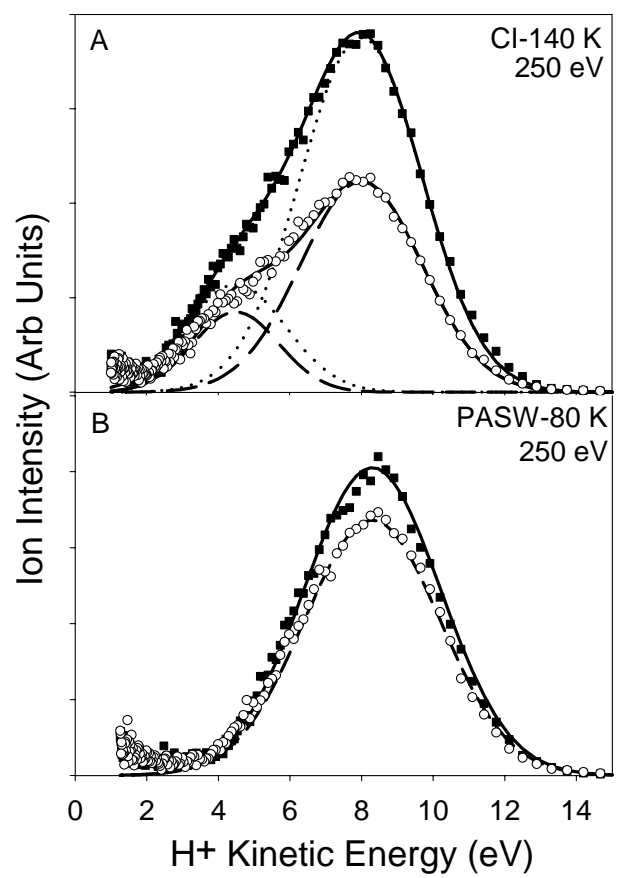 A
CI-140 K
250 eV
B
PASW-80 K
250 eV
Ion Intensity (Arb Units)
0 2 4 6 8 10 12 14
H+ Kinetic Energy (eV)